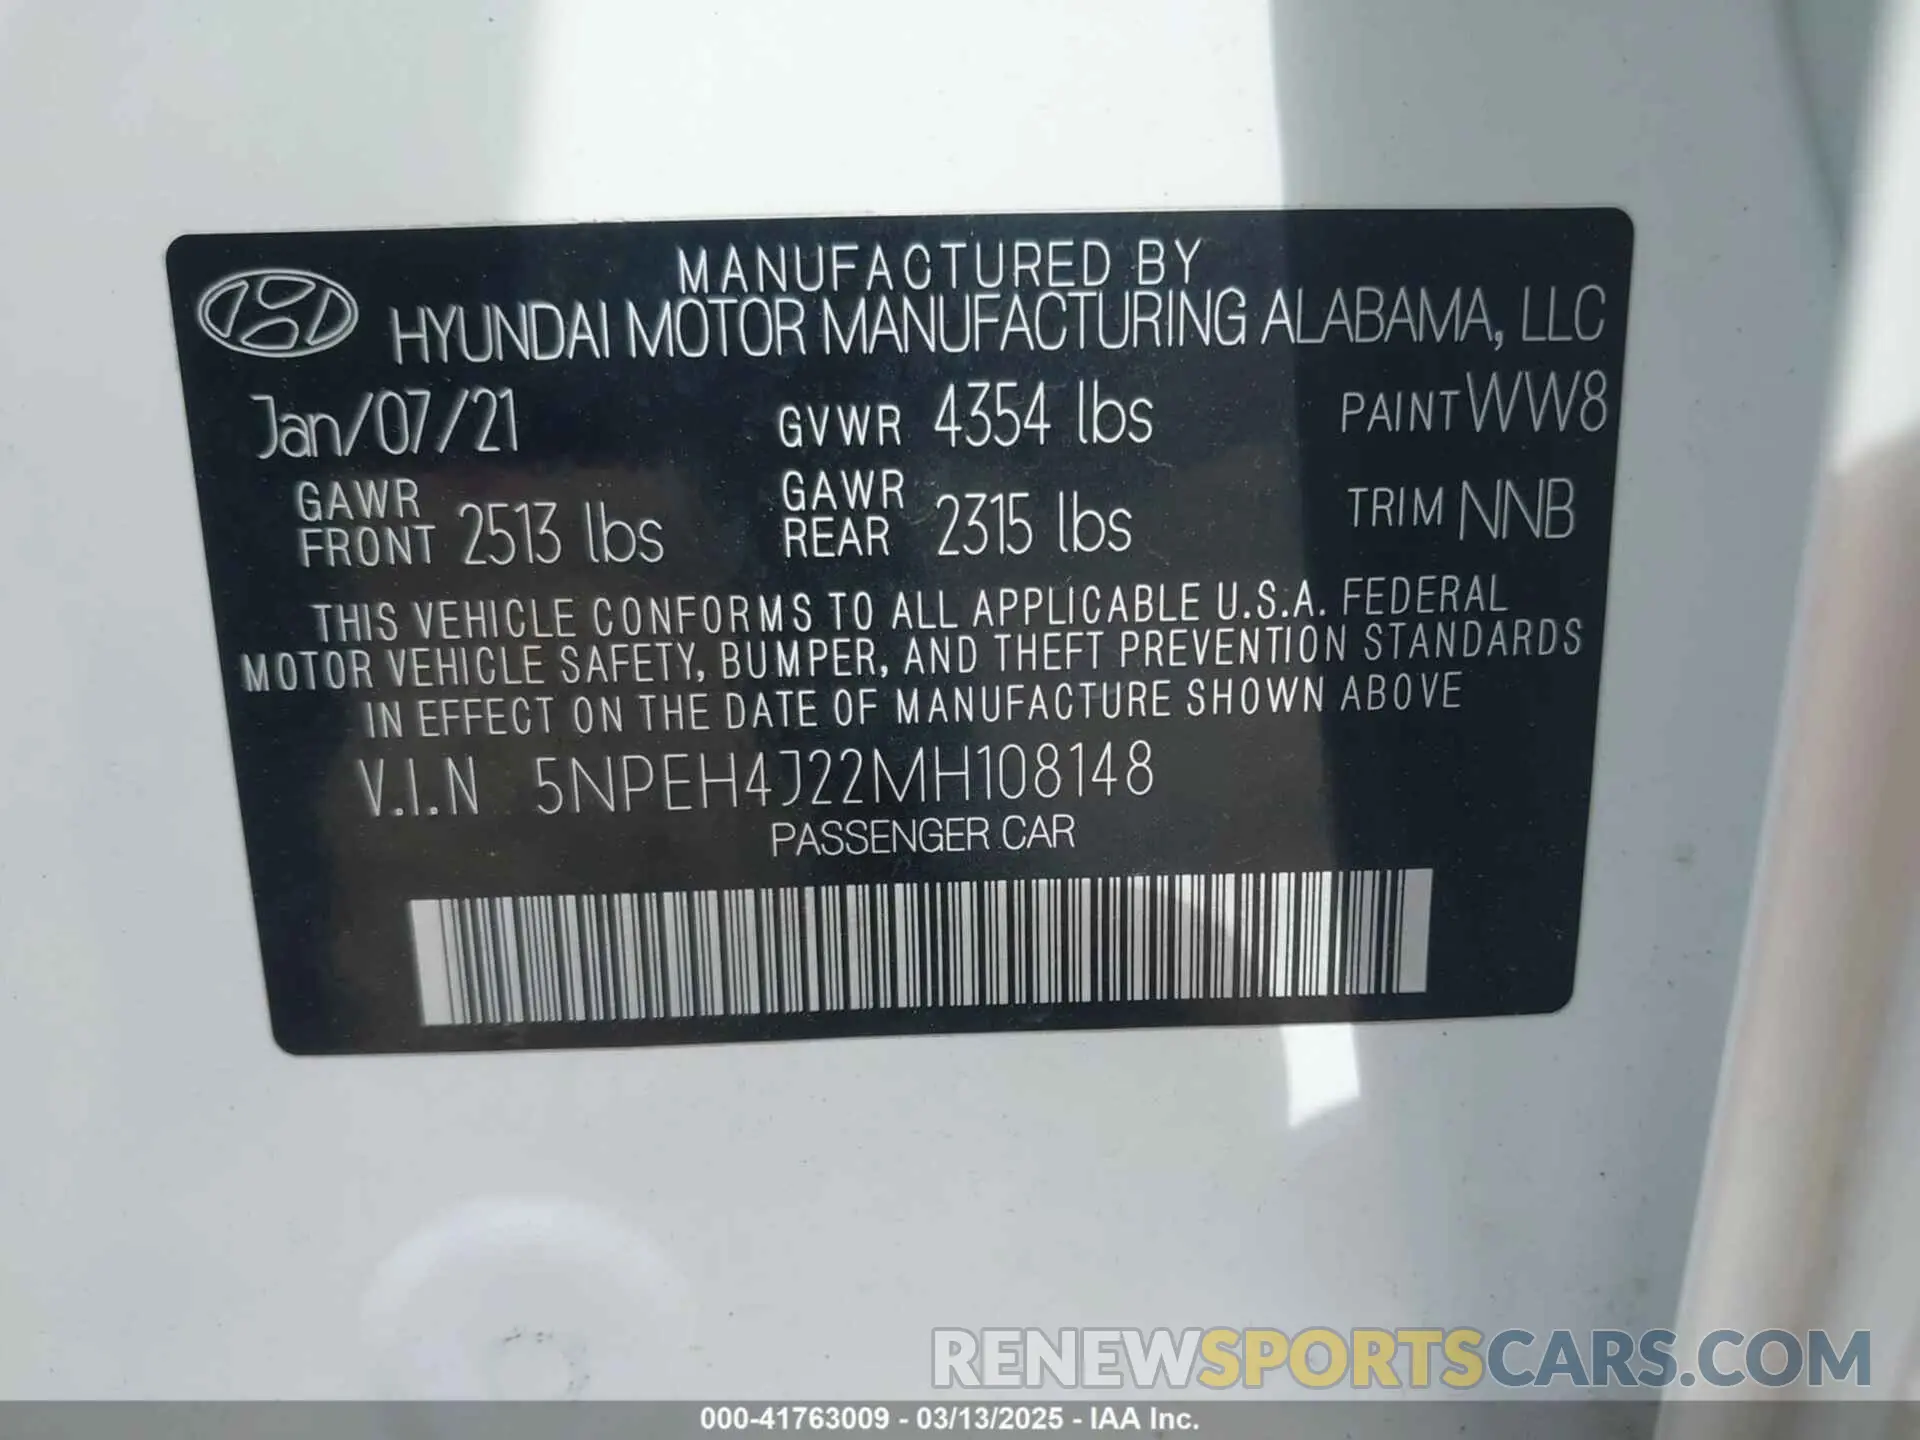 MANUFACTURED BY
HYUNDAI MOTOR MANUFACTURING ALABAMA, LLC
Jan/07/21 GVWR 4354 lbs PAINT WW8
GAWR FRONT 2513 lbs GAWR REAR 2315 lbs TRIM NNB
THIS VEHICLE CONFORMS TO ALL APPLICABLE U.S.A. FEDERAL
MOTOR VEHICLE SAFETY, BUMPER, AND THEFT PREVENTION STANDARDS
IN EFFECT ON THE DATE OF MANUFACTURE SHOWN ABOVE
V.I.N 5NPEH4J22MH108148
PASSENGER CAR
RENEWSPORTSCARS.COM
000-41763009 - 03/13/2025 - IAA Inc.